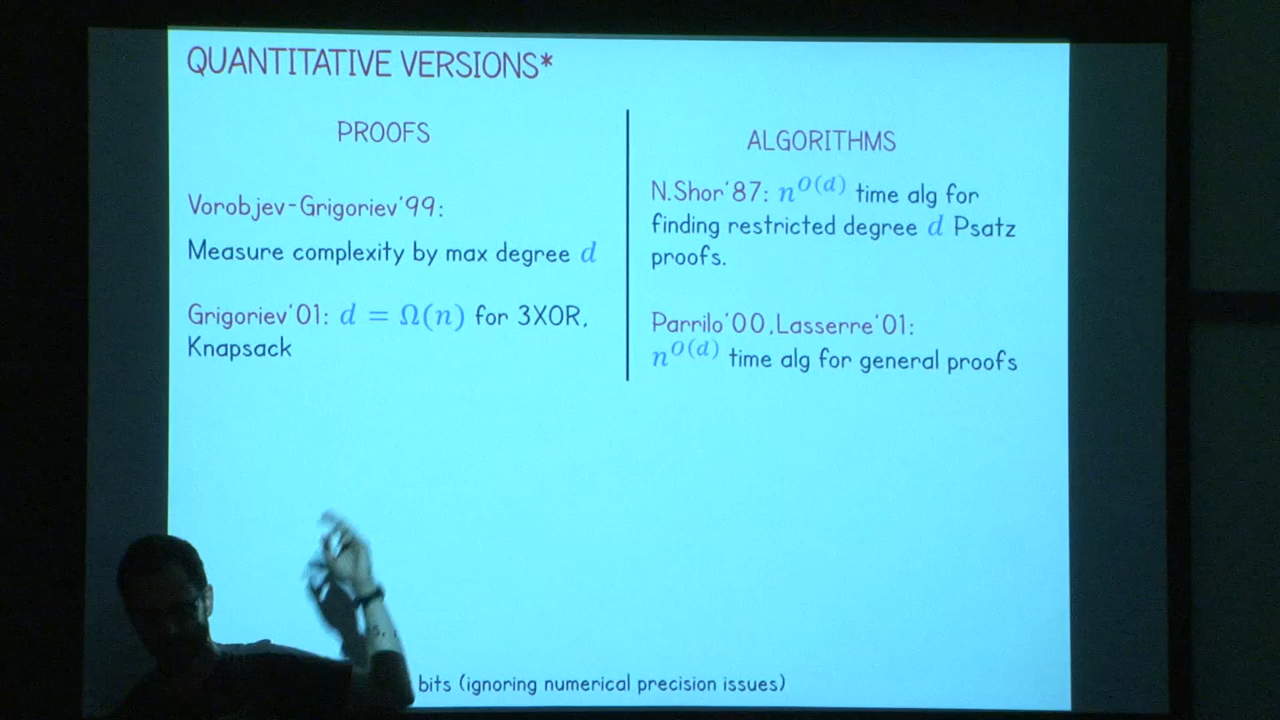 QUANTITATIVE VERSIONS*
PROOFS
Vorobjev-Grigoriev'99:
Measure complexity by max degree d
Grigoriev'01: d = Ω(n) for 3XOR,
Knapsack
ALGORITHMS
N.Shor'87: n^{O(d)} time alg for
finding restricted degree d Psatz
proofs.
Parrilo'00,Lasserre'01:
n^{O(d)} time alg for general proofs
bits (ignoring numerical precision issues)